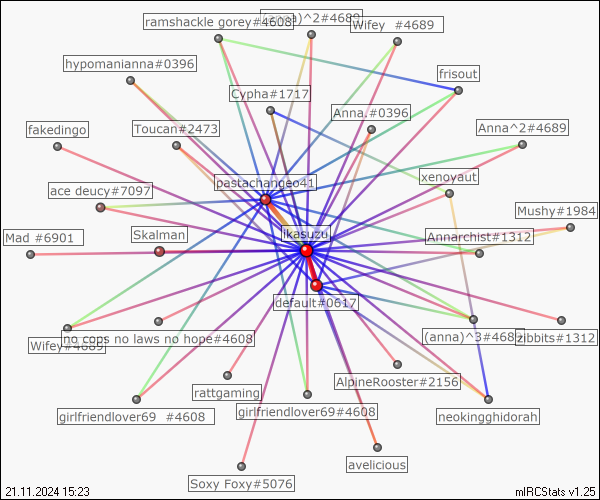 ramshackle gorey#4608
(anna)^2#4689
Wifey  #4689
hypomanianna#0396
frisout
Cypha#1717
Anna.#0396
fakedingo
Toucan#2473
Anna^2#4689
pastachangeo41
xenoyaut
ace deucy#7097
Mushy#1984
Mad #6901
Skalman
ikasuzu
Annarchist#1312
default#0617
Wifey#4689
no cops no laws no hope#4608
(anna)^3#4689
zibbits#1312
AlpineRooster#2156
rattgaming
girlfriendlover69  #4608
girlfriendlover69#4608
neokingghidorah
avelicious
Soxy Foxy#5076
21.11.2024 15:23
mIRCStats v1.25